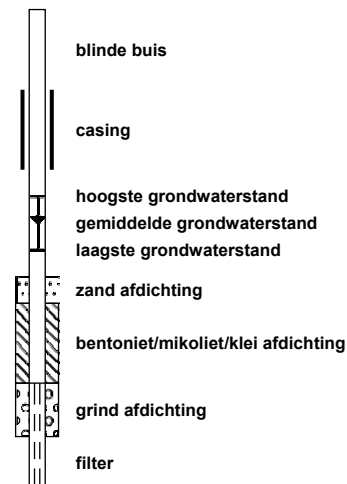 blinde buis
casing
hoogste grondwaterstand
gemiddelde grondwaterstand
laagste grondwaterstand
zand afdichting
bentoniet/mikoliet/klei afdichting
grind afdichting
filter